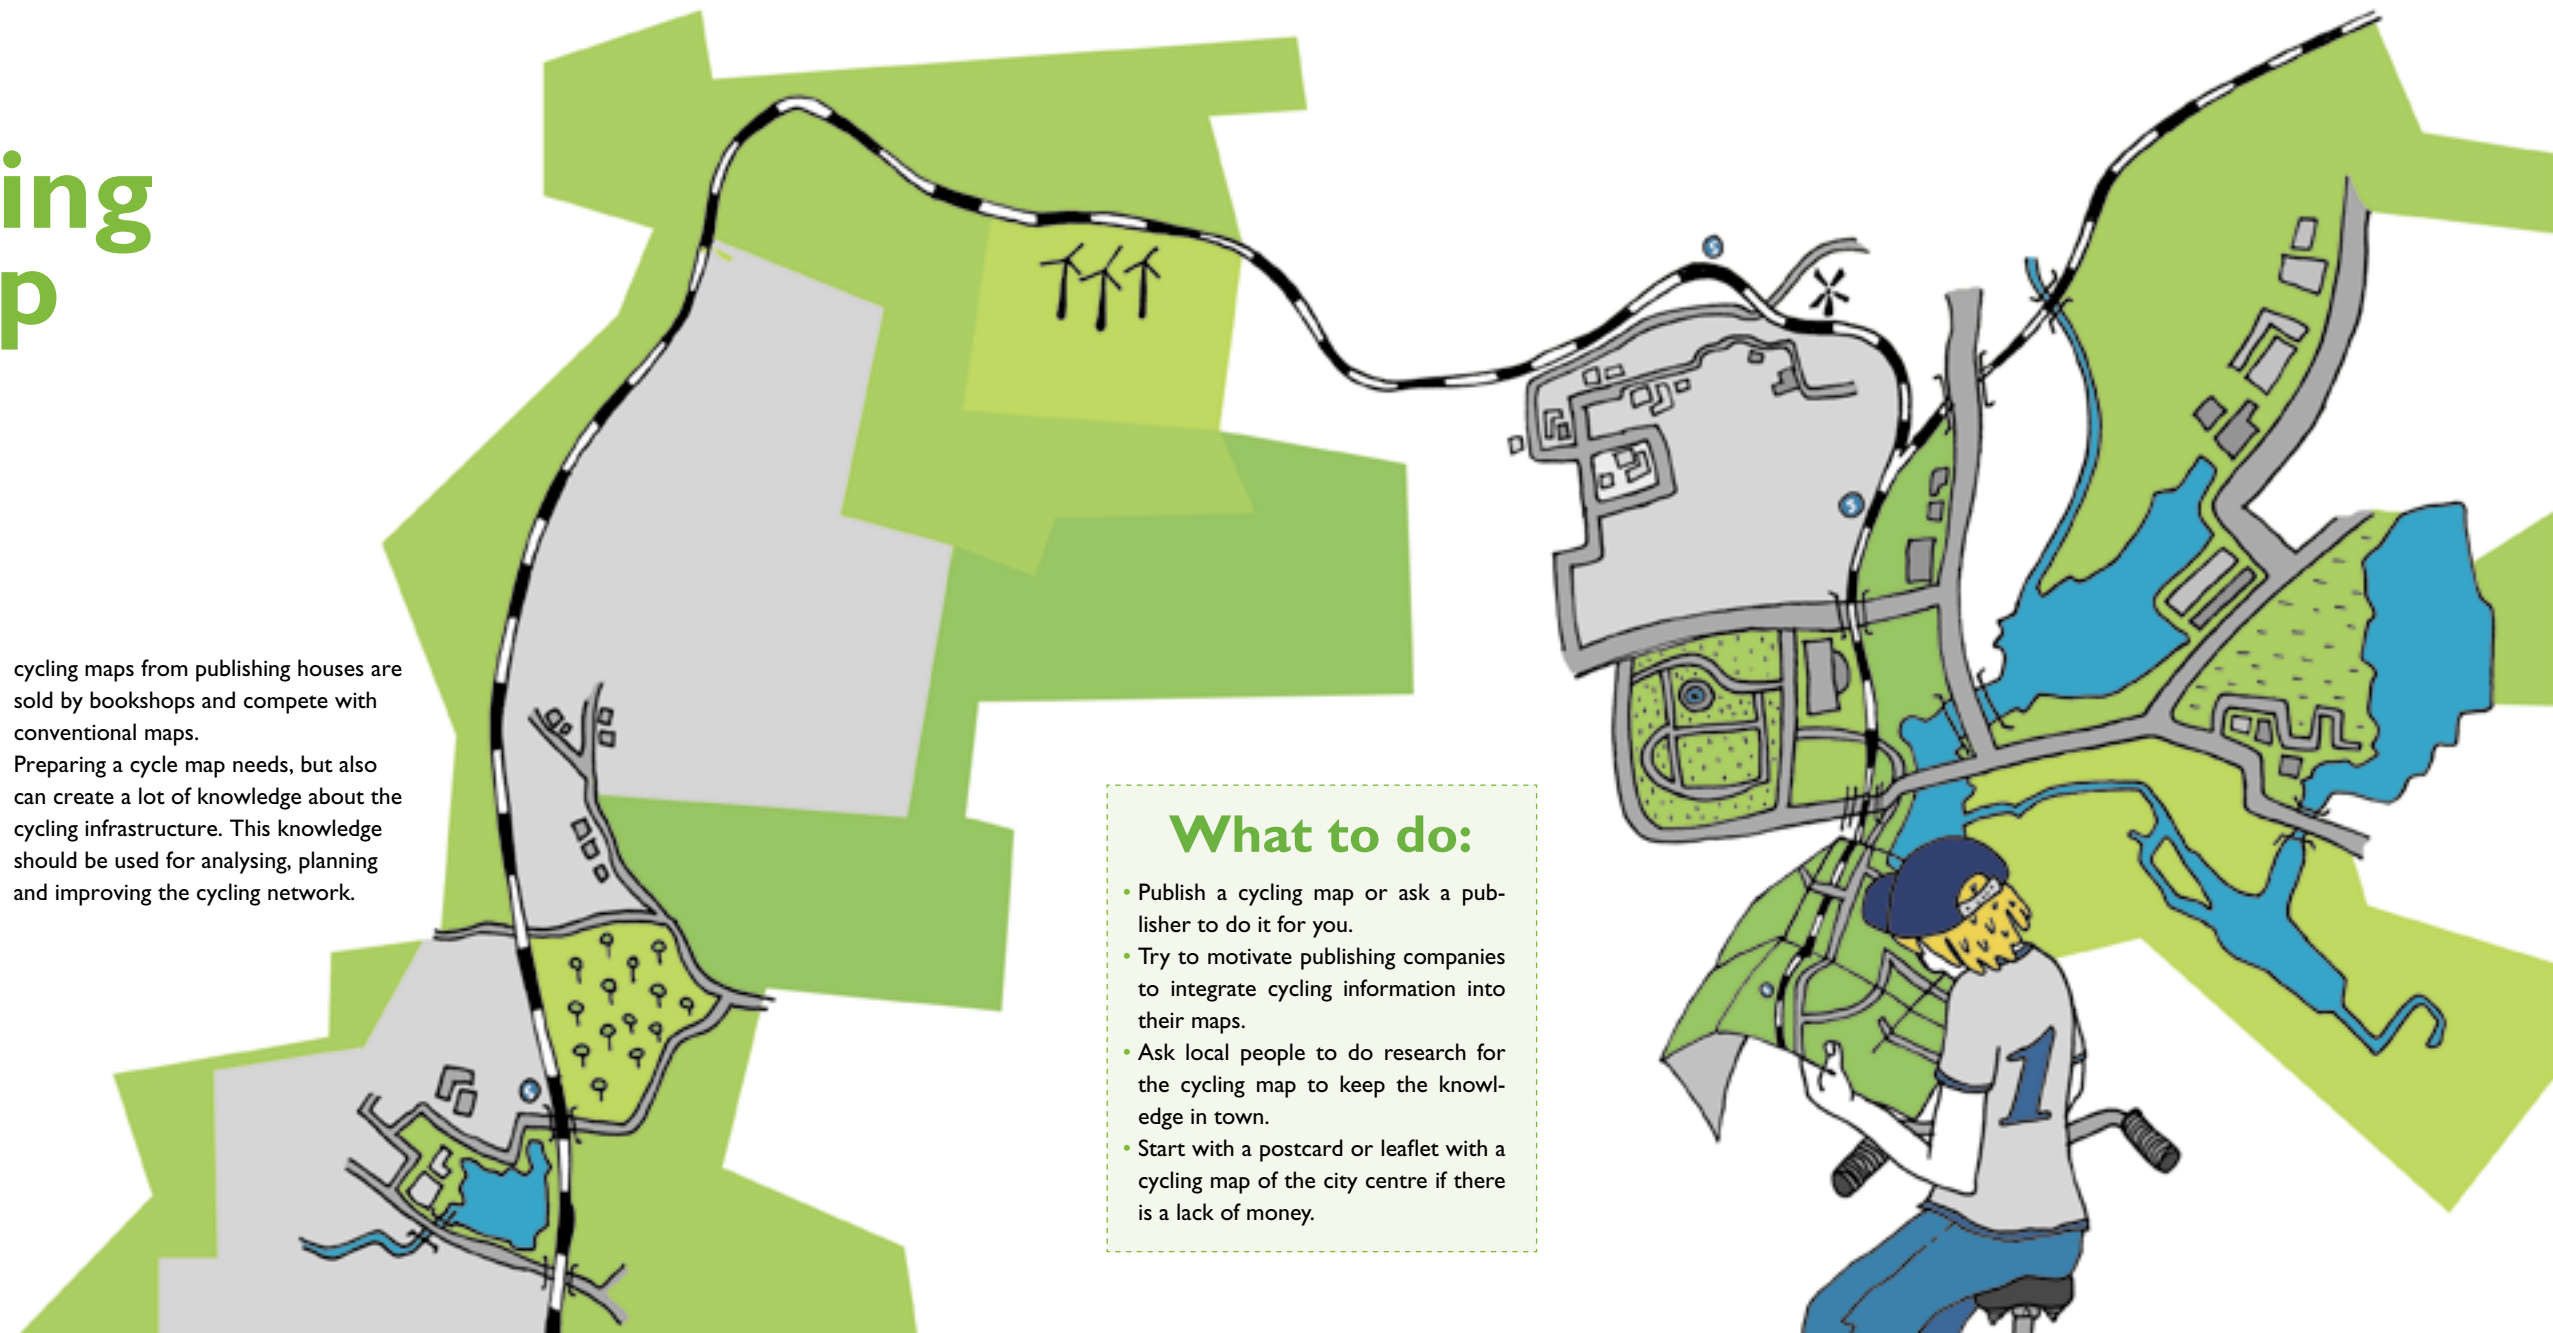 ing
p
cycling maps from publishing houses are
sold by bookshops and compete with
conventional maps.
Preparing a cycle map needs, but also
can create a lot of knowledge about the
cycling infrastructure. This knowledge
should be used for analysing, planning
and improving the cycling network.
What to do:
• Publish a cycling map or ask a pub-
lisher to do it for you.
• Try to motivate publishing companies
to integrate cycling information into
their maps.
• Ask local people to do research for
the cycling map to keep the knowl-
edge in town.
• Start with a postcard or leaflet with a
cycling map of the city centre if there
is a lack of money.
S
S
S
S
1